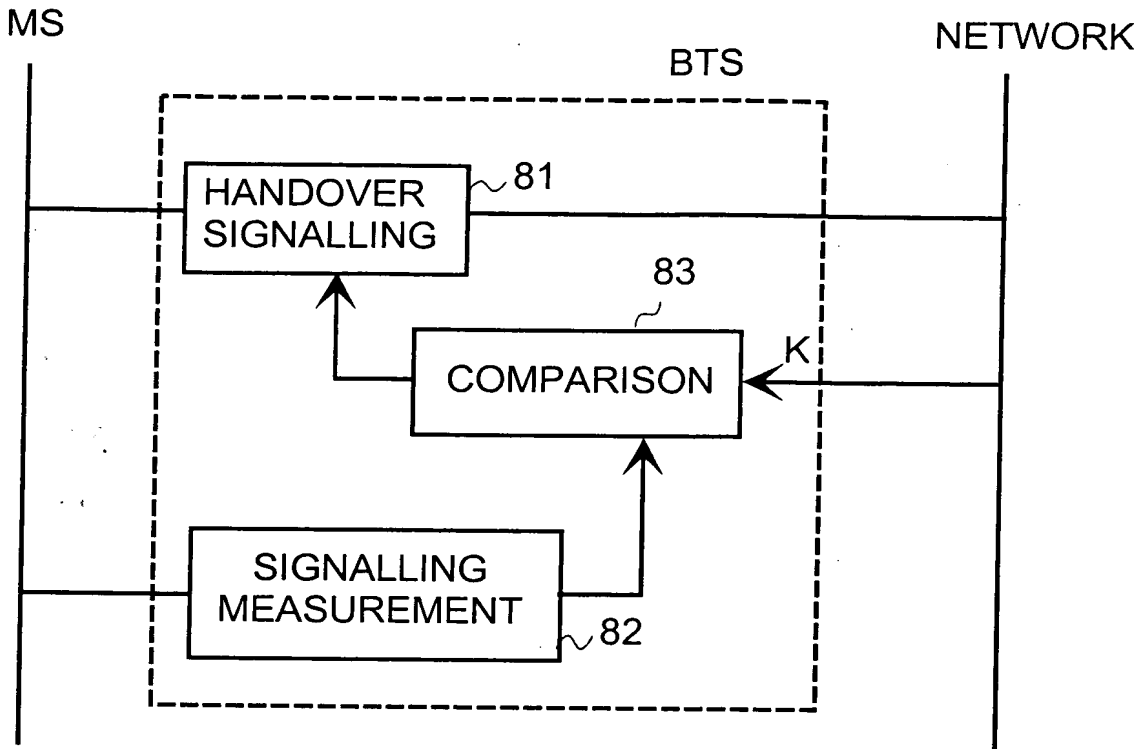 MS
NETWORK
BTS
HANDOVER
SIGNALLING
81
83
K
COMPARISON
SIGNALLING
MEASUREMENT
82